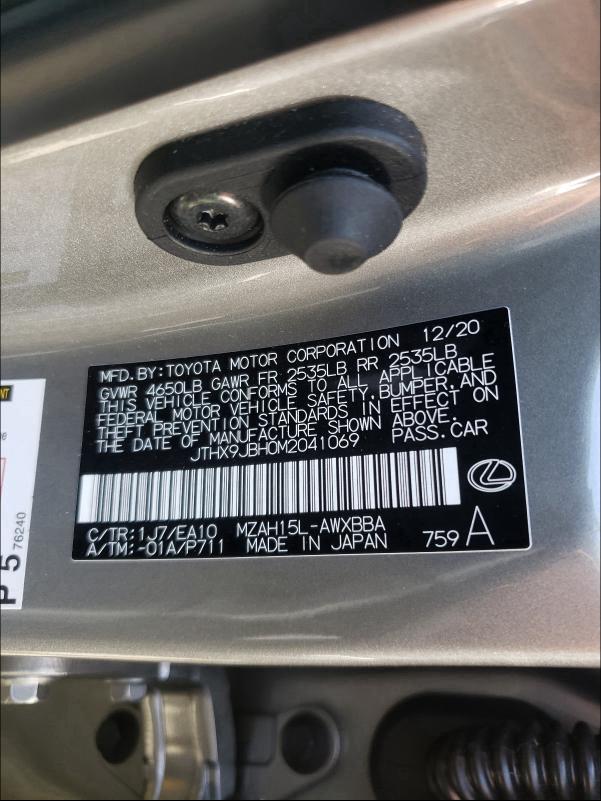 MFD. BY: TOYOTA MOTOR CORPORATION 12/20
GVWR 4650LB GAWR FR 2535LB RR 2535LB
THIS VEHICLE CONFORMS TO ALL APPLICABLE
FEDERAL MOTOR VEHICLE SAFETY, BUMPER, AND
THEFT PREVENTION STANDARDS IN EFFECT ON
THE DATE OF MANUFACTURE SHOWN ABOVE.
JTHX9JBH0M2041069 PASS. CAR
C/TR: 1J7/EA10 MZAH15L-AWXBBA
A/TM: -01A/P711 MADE IN JAPAN 759 A
P 5 76240